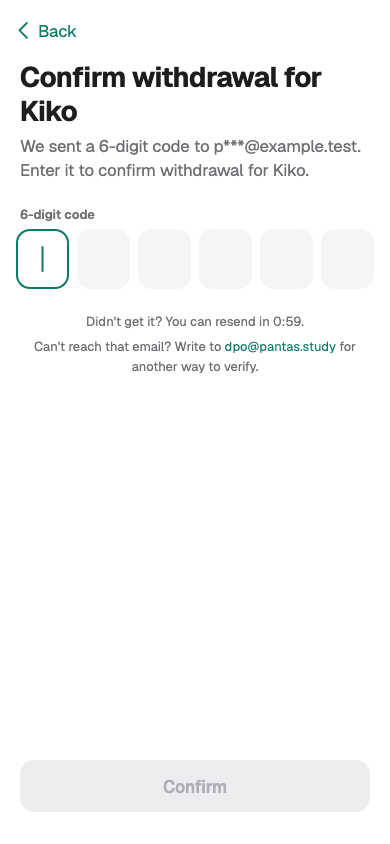 Back
Confirm withdrawal for
Kiko
We sent a 6-digit code to p***@example.test.
Enter it to confirm withdrawal for Kiko.
6-digit code
Didn't get it? You can resend in 0:59.
Can't reach that email? Write to dpo@pantas.study for
another way to verify.
Confirm